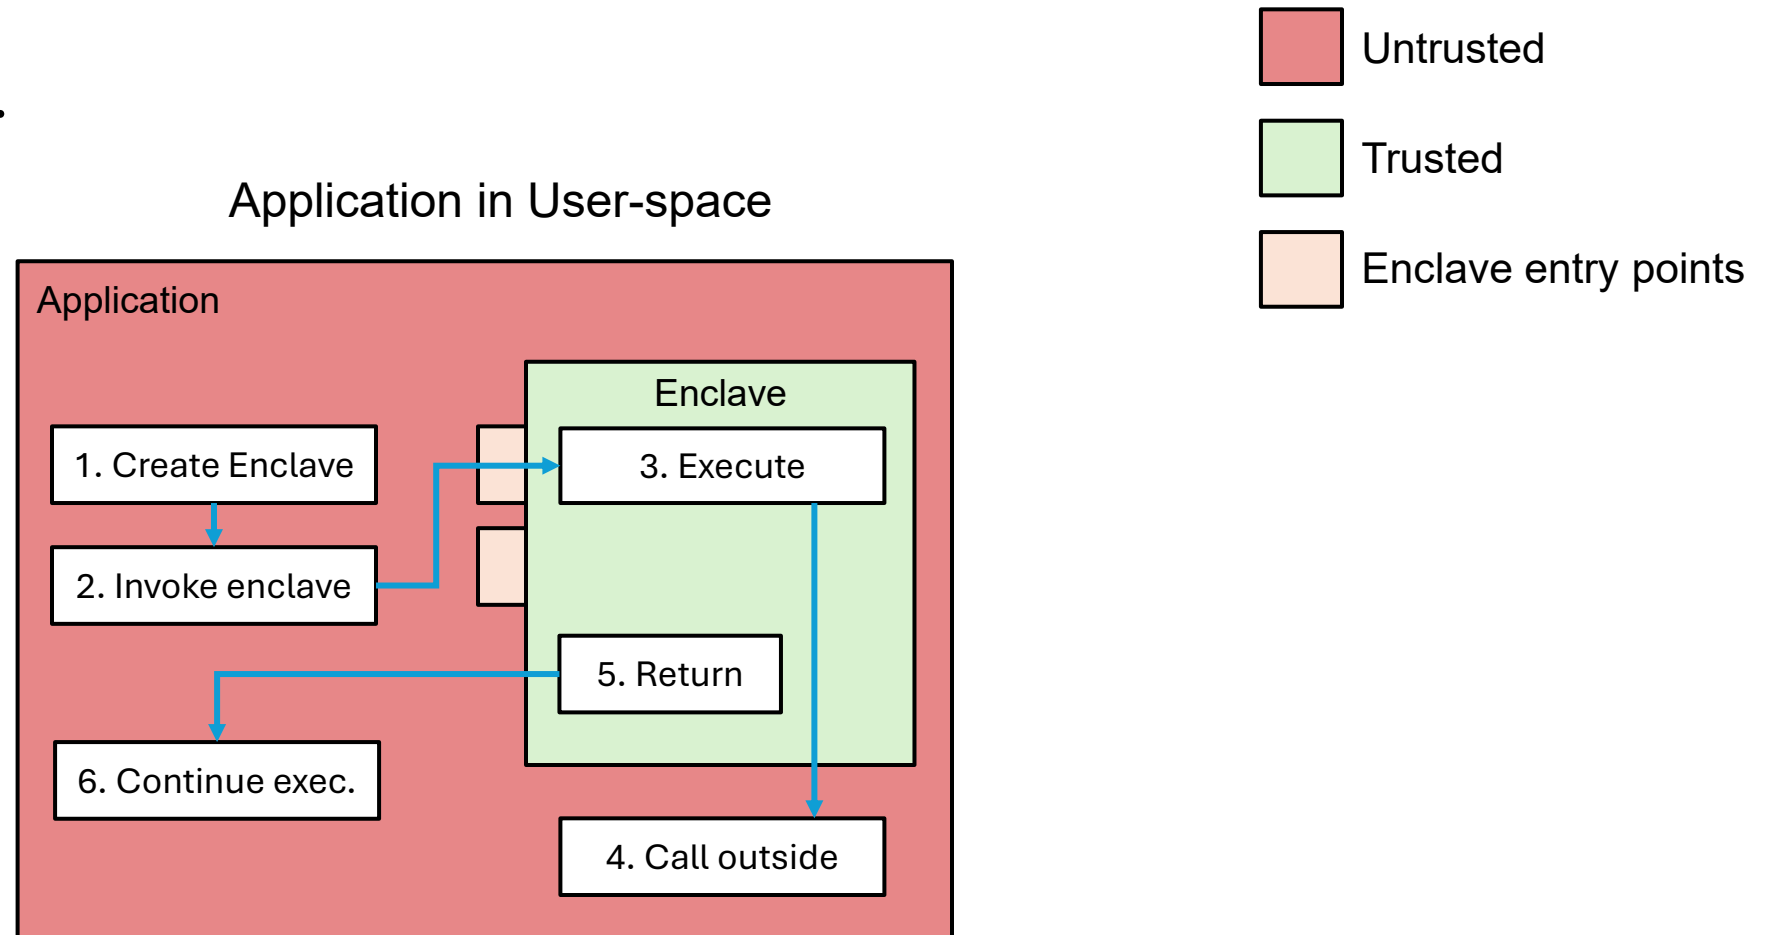 Untrusted
Trusted
Enclave entry points
Application in User-space
Application
Enclave
1. Create Enclave
2. Invoke enclave
3. Execute
5. Return
6. Continue exec.
4. Call outside